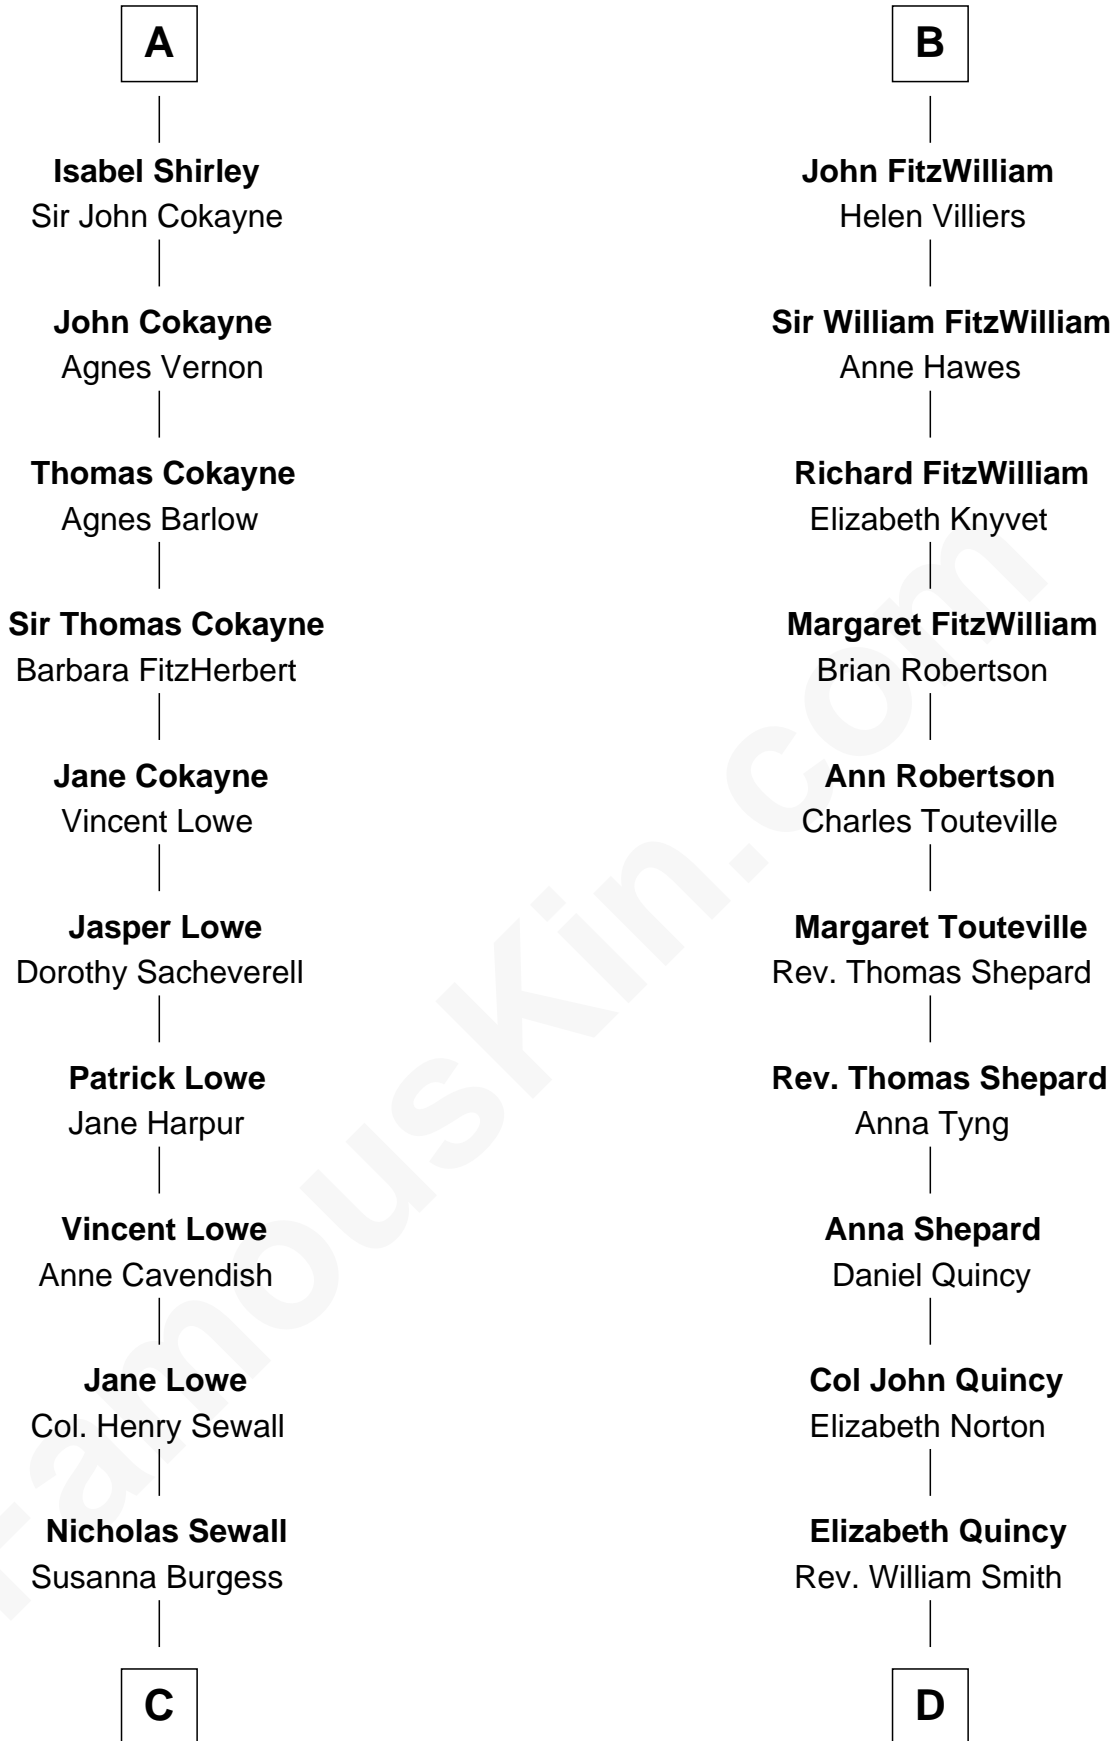 A
Isabel Shirley
Sir John Cokayne
John Cokayne
Agnes Vernon
Thomas Cokayne
Agnes Barlow
Sir Thomas Cokayne
Barbara FitzHerbert
Jane Cokayne
Vincent Lowe
Jasper Lowe
Dorothy Sacheverell
Patrick Lowe
Jane Harpur
Vincent Lowe
Anne Cavendish
Jane Lowe
Col. Henry Sewall
Nicholas Sewall
Susanna Burgess
C
B
John FitzWilliam
Helen Villiers
Sir William FitzWilliam
Anne Hawes
Richard FitzWilliam
Elizabeth Knyvet
Margaret FitzWilliam
Brian Robertson
Ann Robertson
Charles Touteville
Margaret Touteville
Rev. Thomas Shepard
Rev. Thomas Shepard
Anna Tyng
Anna Shepard
Daniel Quincy
Col John Quincy
Elizabeth Norton
Elizabeth Quincy
Rev. William Smith
D
FamousKin.com